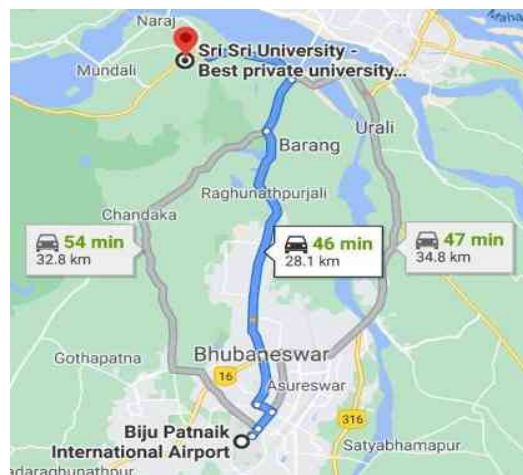 Naraj
Sri Sri University -
Best private university...
Mundali
Urali
Barang
Raghunathpurjali
Chandaka
54 min
32.8 km
46 min
28.1 km
47 min
34.8 km
Bhubaneswar
Gothapatna
16
Asureswar
Biju Patnaik
International Airport
316
Satyabhamapur
adaraghunathpur